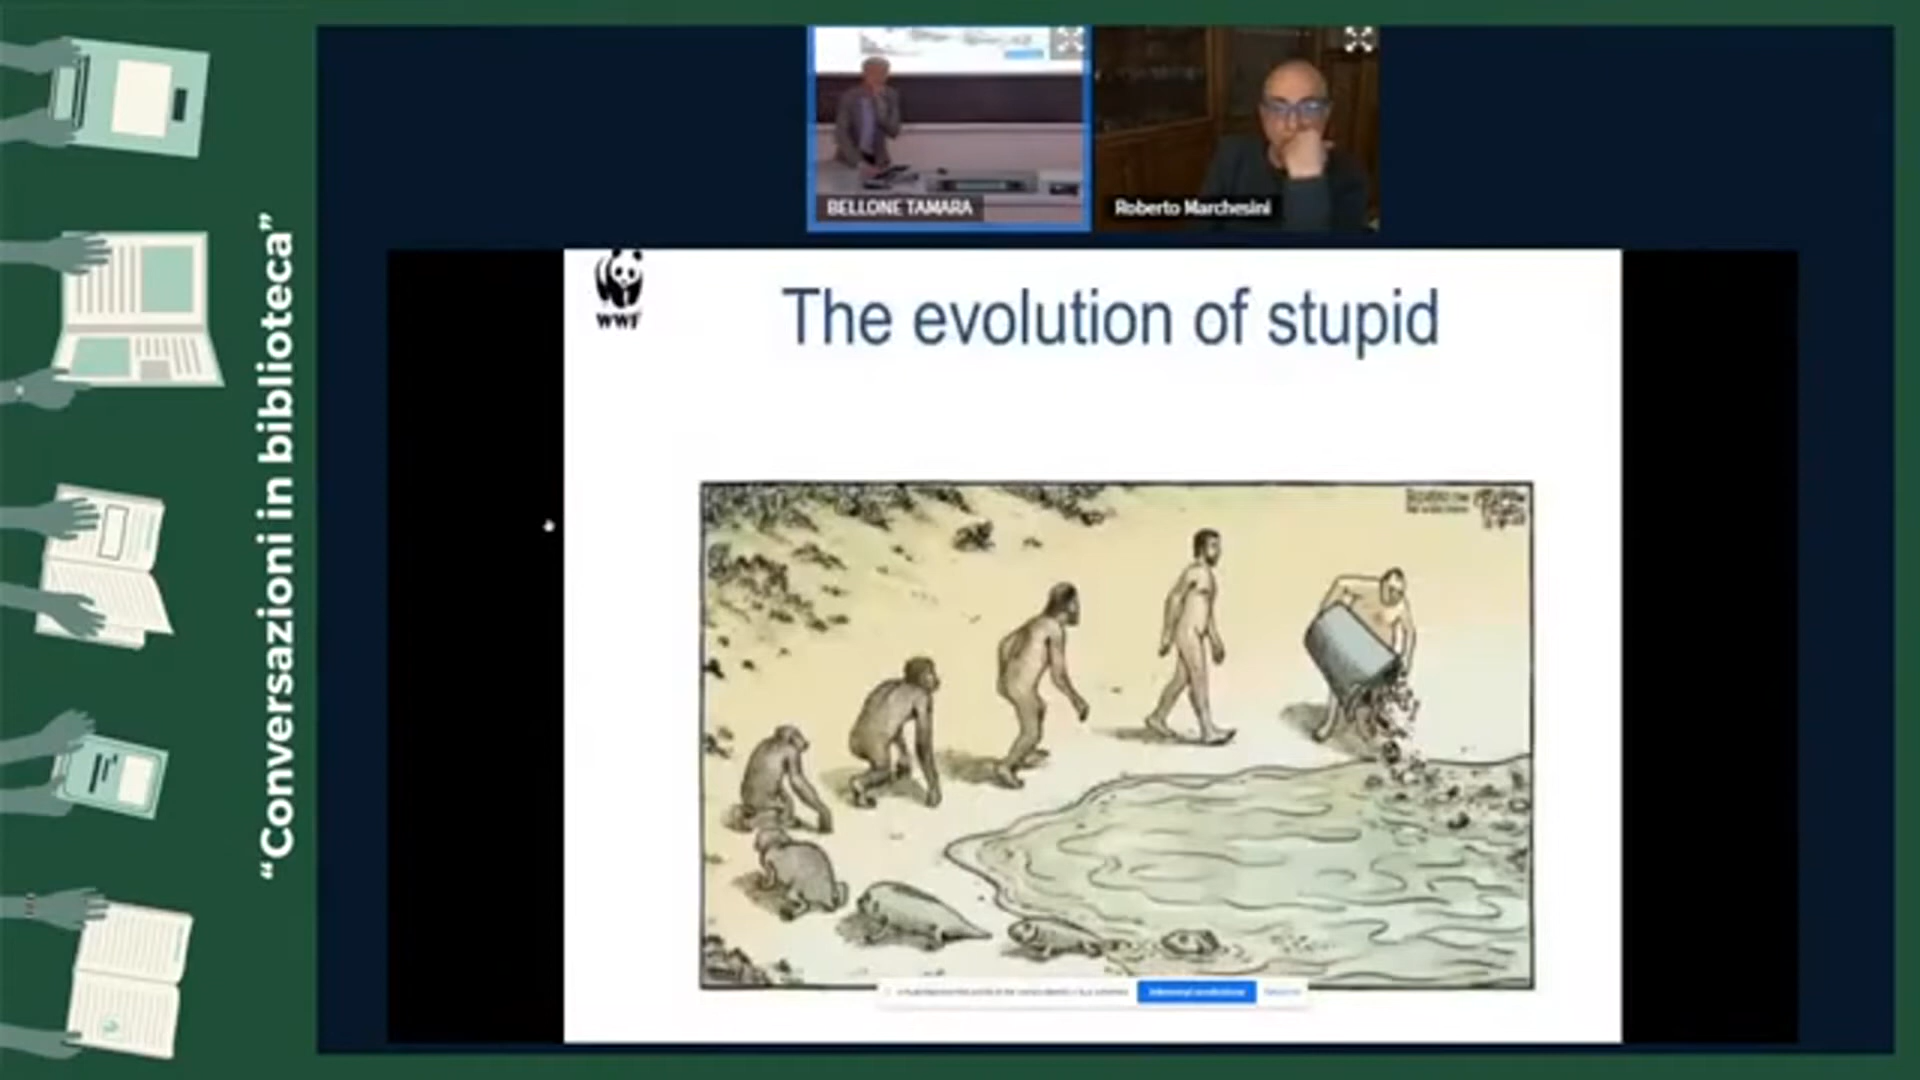 “Conversazioni in biblioteca”
BELLONE TAMARA
Roberto Marchesini
WWF
The evolution of stupid